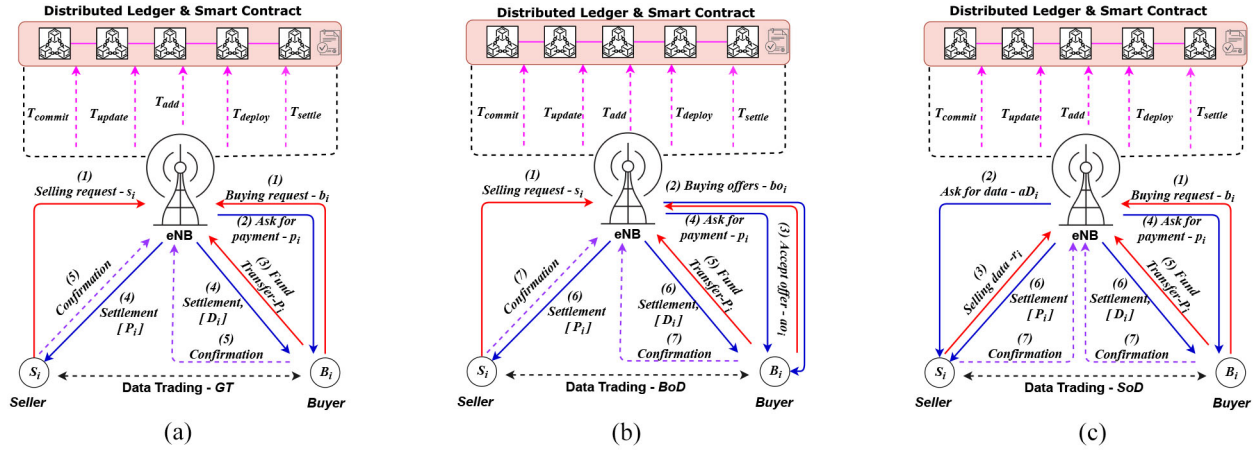 Distributed Ledger & Smart Contract
T_commit
T_update
T_add
T_deploy
T_settle
(1)
Selling request - s_i
(1)
Buying request - b_i
(2) Ask for
payment - p_i
eNB
(3) Fund
Transfer-P_i
(5)
Confirmation
(4)
Settlement
[ P_i ]
(4)
Settlement,
[ D_i ]
(5)
Confirmation
S_i
B_i
Data Trading - GT
Seller
Buyer
(a)
Distributed Ledger & Smart Contract
T_commit
T_update
T_add
T_deploy
T_settle
(1)
Selling request - s_i
(2) Buying offers - bo_i
(4) Ask for
payment - p_i
(3) Accept offer - ao_i
eNB
(5) Fund
Transfer-P_i
(7)
Confirmation
(6)
Settlement
[ P_i ]
(6)
Settlement,
[ D_i ]
(7)
Confirmation
S_i
B_i
Data Trading - BoD
Seller
Buyer
(b)
Distributed Ledger & Smart Contract
T_commit
T_update
T_add
T_deploy
T_settle
(2)
Ask for data - aD_i
(1)
Buying request - b_i
(4) Ask for
payment - p_i
eNB
(5) Fund
Transfer-P_i
(3)
Selling data-r_i
(6)
Settlement
[ P_i ]
(6)
Settlement,
[ D_i ]
(7)
Confirmation
(7)
Confirmation
S_i
B_i
Data Trading - SoD
Seller
Buyer
(c)